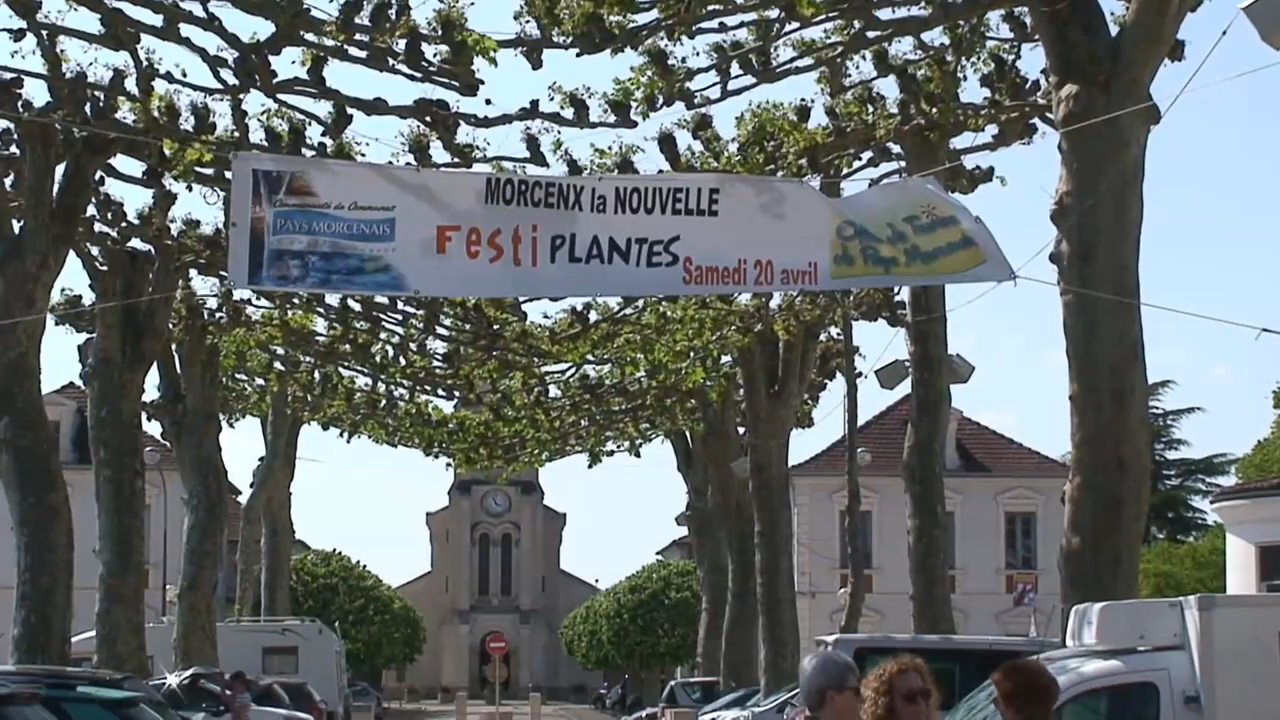 MORCENX la NOUVELLE
Communauté de Communes
PAYS MORCENAIS
Festi PLANTES
Samedi 20 avril